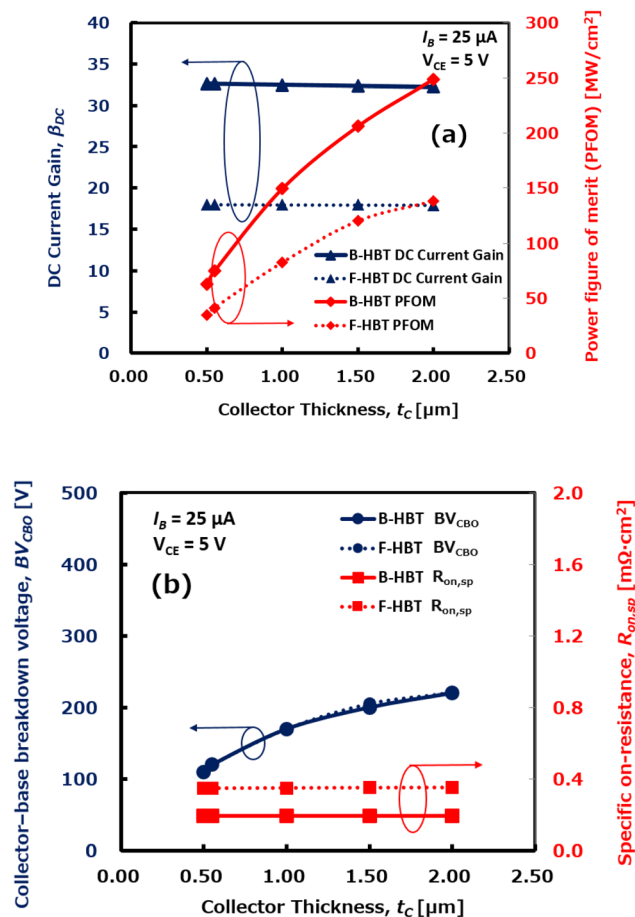 I_B = 25 μA
V_CE = 5 V
(a)
DC Current Gain, β_DC
40
35
30
25
20
15
10
5
0
Power figure of merit (PFOM) [MW/cm²]
300
250
200
150
100
50
0
B-HBT DC Current Gain
F-HBT DC Current Gain
B-HBT PFOM
F-HBT PFOM
0.00 0.50 1.00 1.50 2.00 2.50
Collector Thickness, t_C [μm]
Collector–base breakdown voltage, BV_CBO [V]
500
400
300
200
100
0
I_B = 25 μA
V_CE = 5 V
(b)
B-HBT BV_CBO
F-HBT BV_CBO
B-HBT R_on,sp
F-HBT R_on,sp
Specific on-resistance, R_on,sp [mΩ·cm²]
2.0
1.6
1.2
0.8
0.4
0.0
0.00 0.50 1.00 1.50 2.00 2.50
Collector Thickness, t_C [μm]